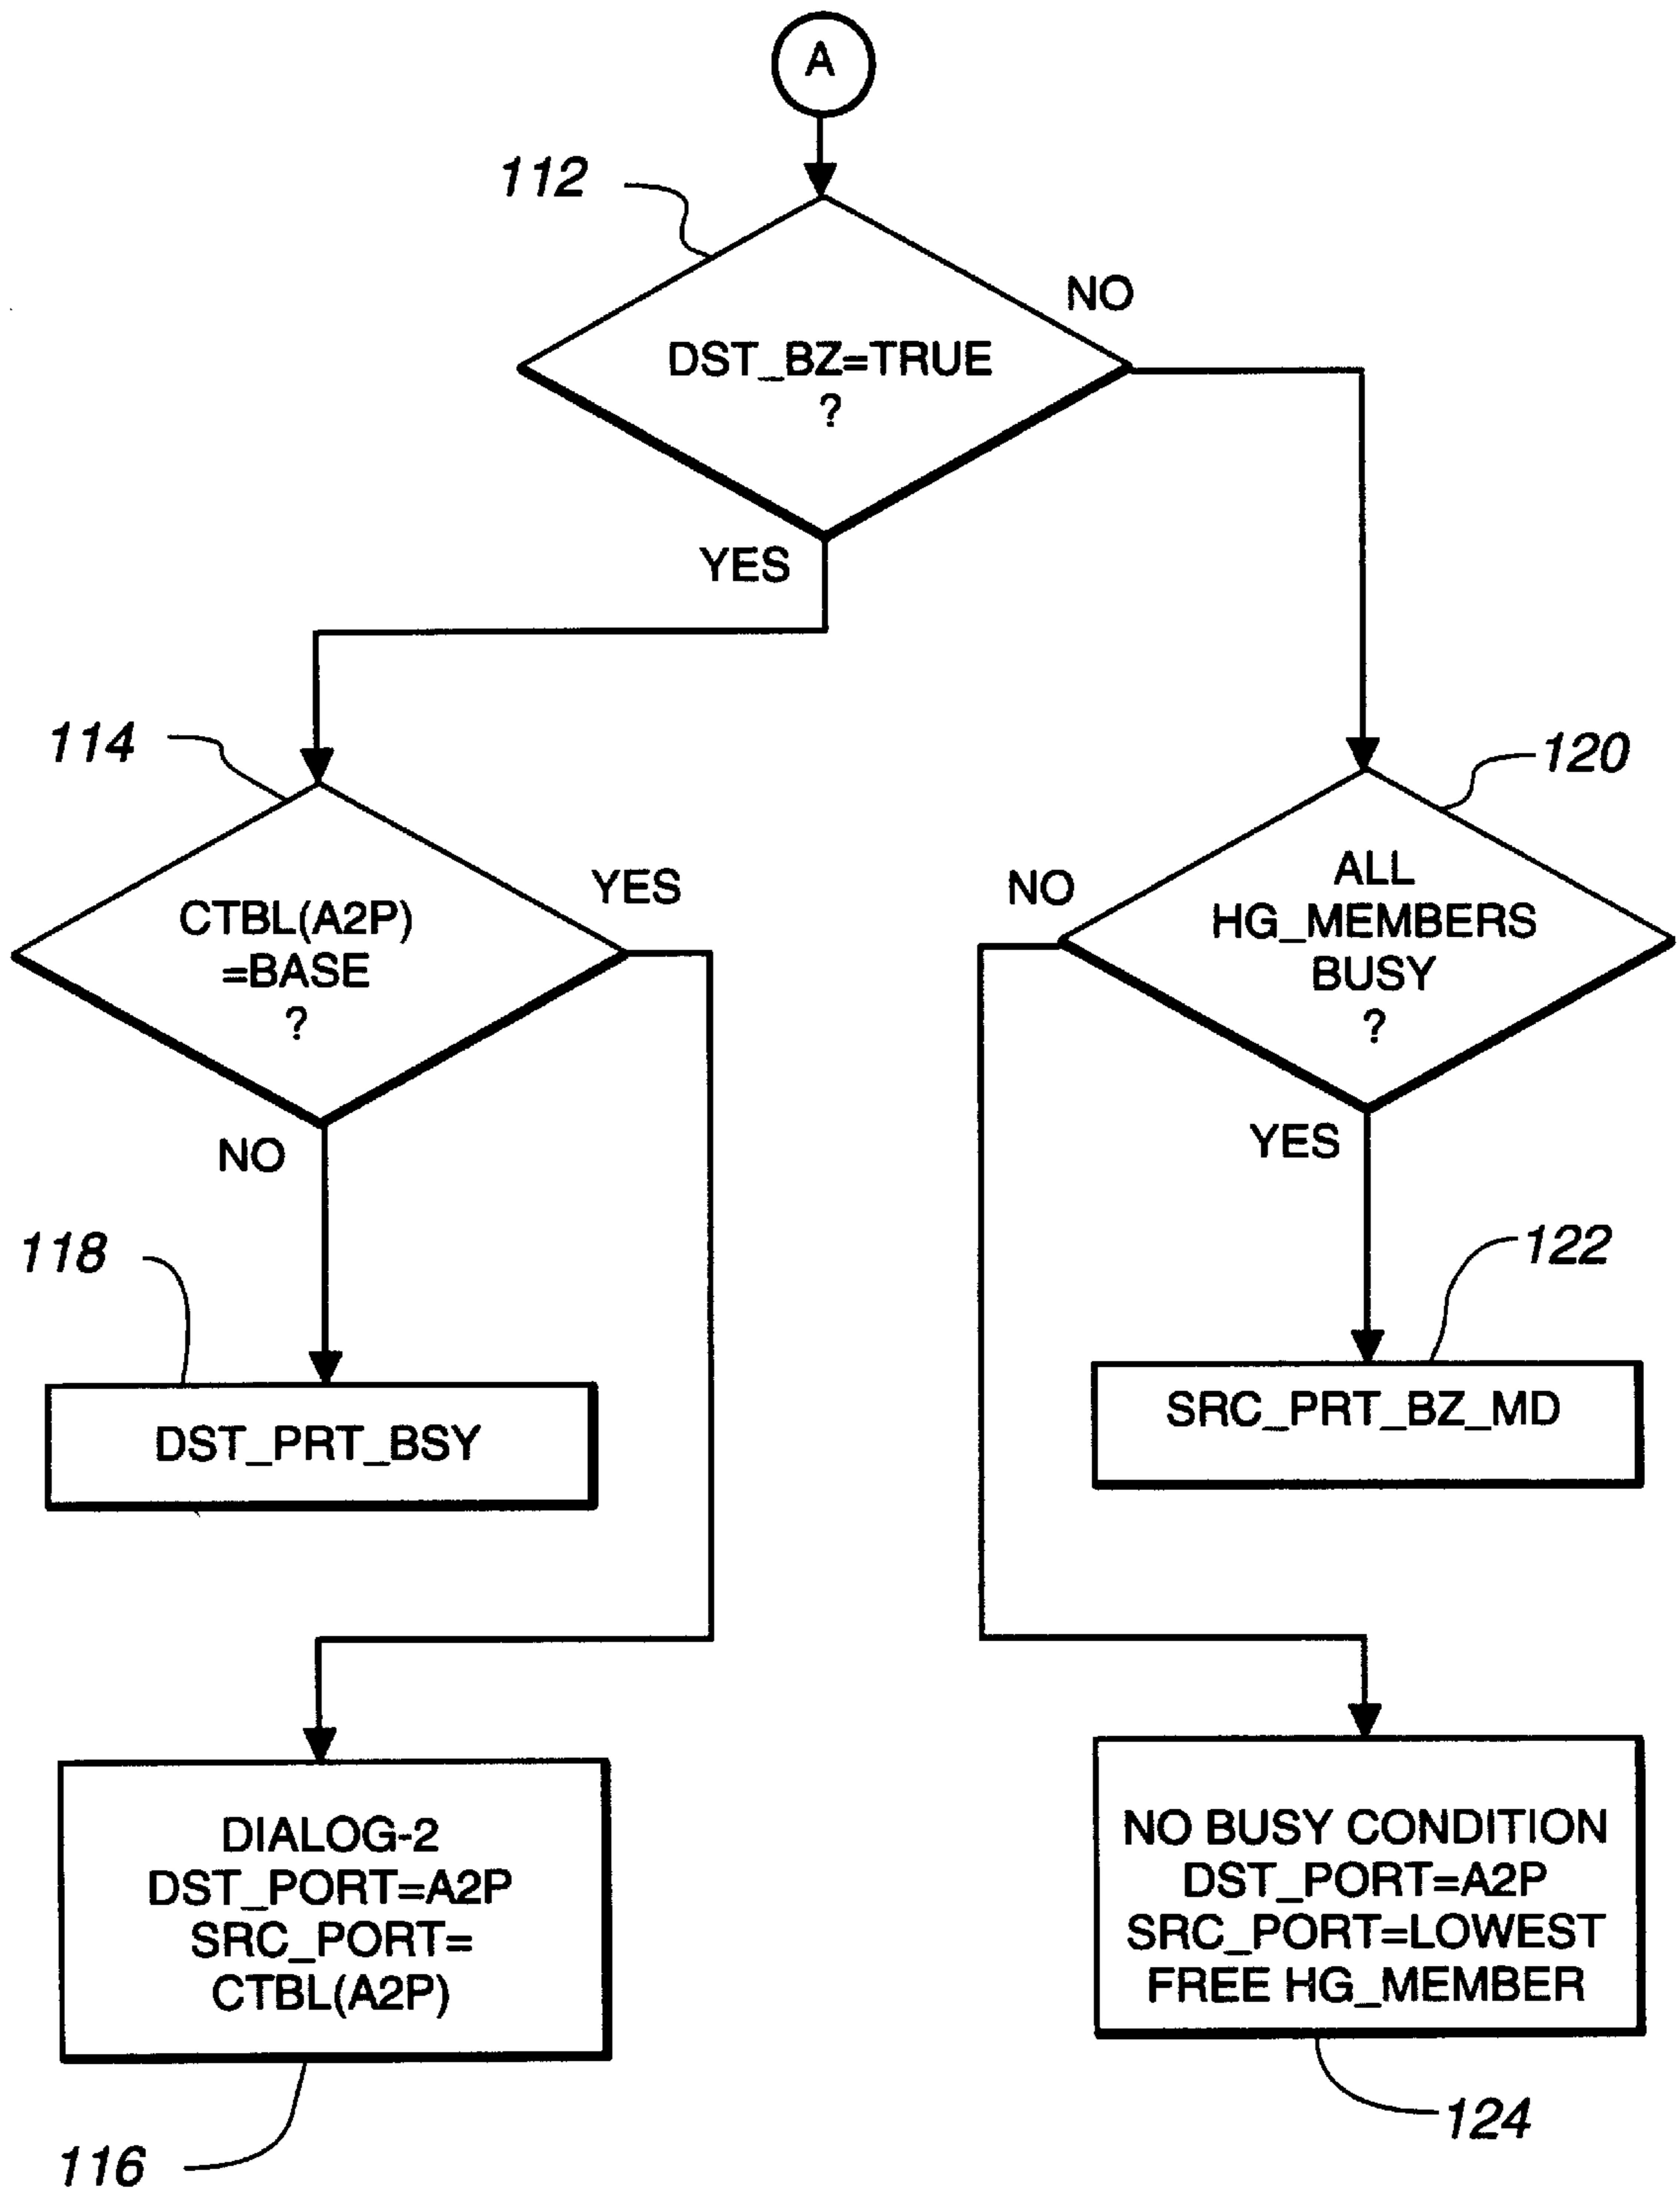 A
112
NO
DST_BZ=TRUE
?
YES
114
120
YES
CTBL(A2P)
=BASE
?
NO
NO
ALL
HG_MEMBERS
BUSY
?
YES
118
DST_PRT_BSY
122
SRC_PRT_BZ_MD
DIALOG-2
DST_PORT=A2P
SRC_PORT=
CTBL(A2P)
116
NO BUSY CONDITION
DST_PORT=A2P
SRC_PORT=LOWEST
FREE HG_MEMBER
124